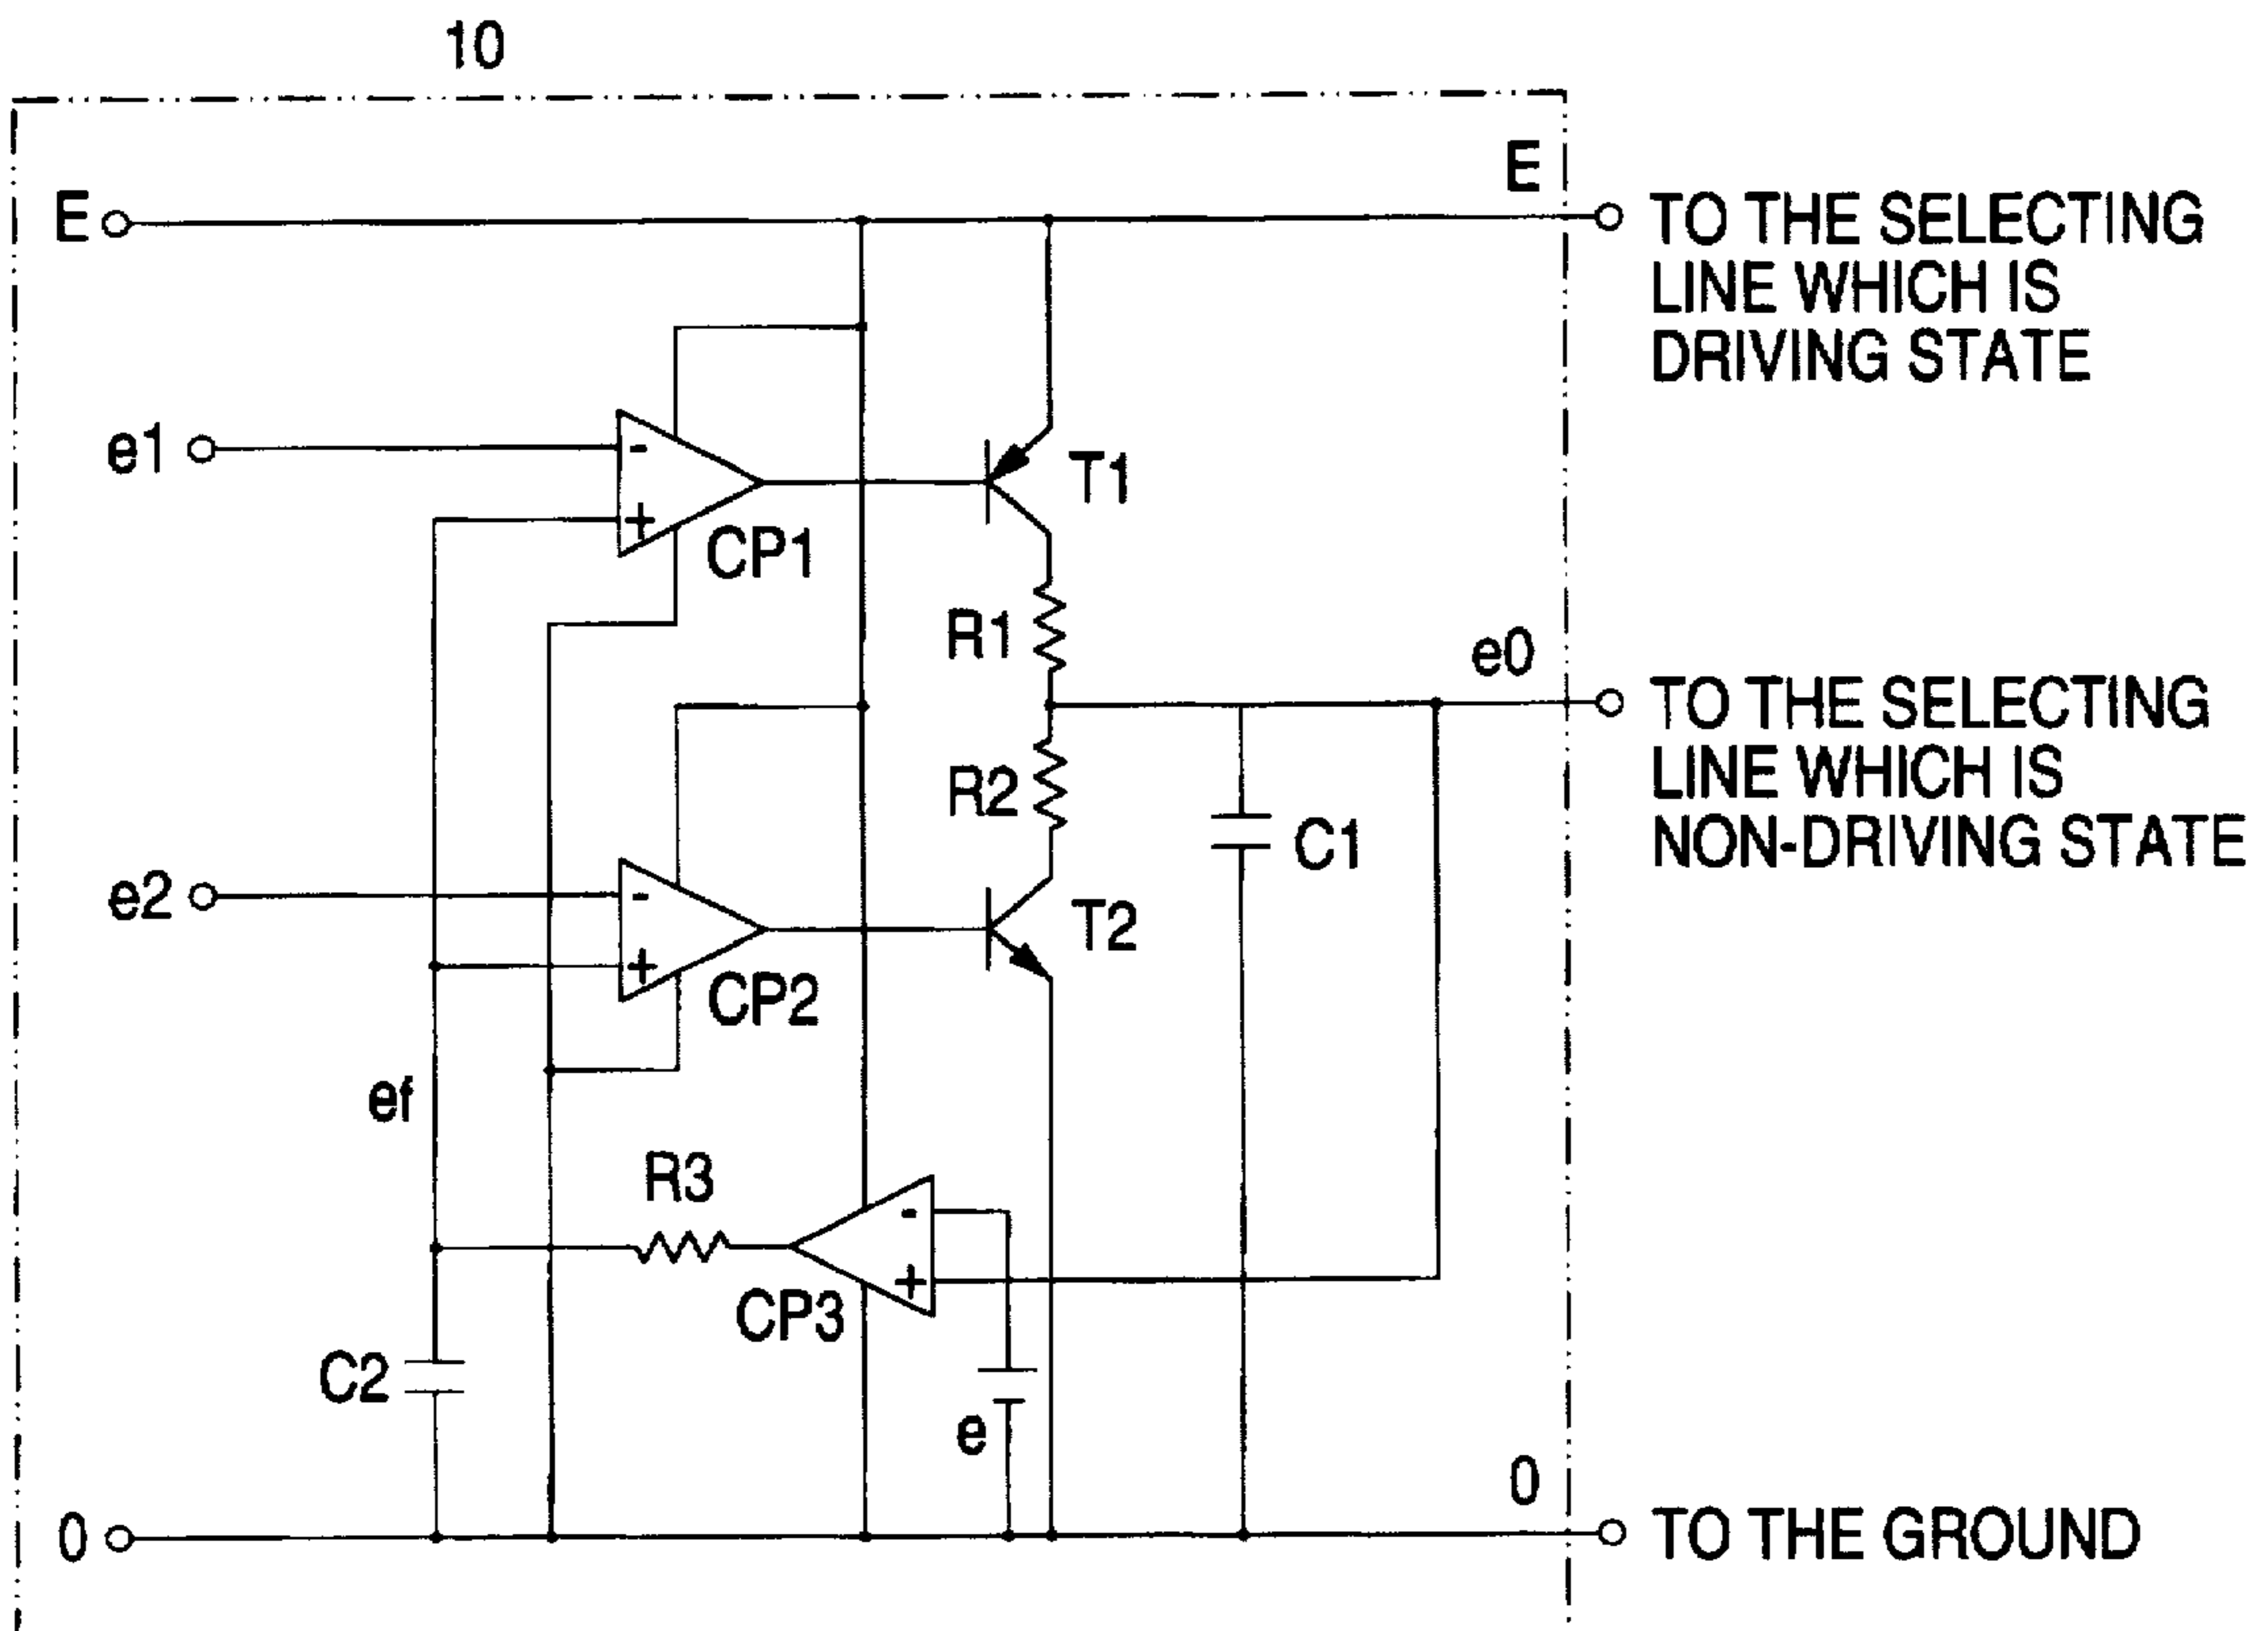 10
E
E
TO THE SELECTING
LINE WHICH IS
DRIVING STATE
e1
-
+
CP1
T1
R1
e0
TO THE SELECTING
LINE WHICH IS
NON-DRIVING STATE
R2
C1
e2
-
+
CP2
T2
ef
R3
-
+
CP3
C2
e
0
0
TO THE GROUND